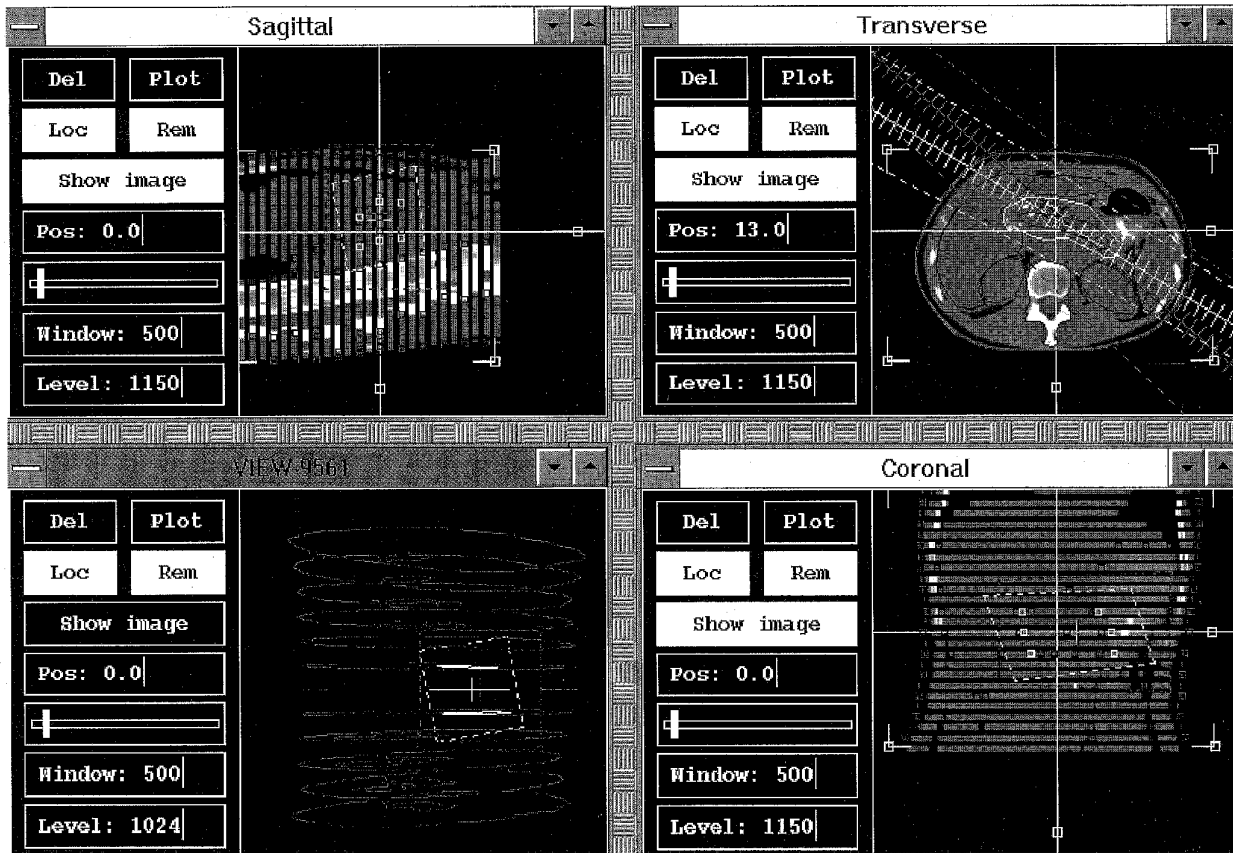 Sagittal
Del Plot
Loc Rem
Show image
Pos: 0.0
Window: 500
Level: 1150
Transverse
Del Plot
Loc Rem
Show image
Pos: 13.0
Window: 500
Level: 1150
VIEW 9561
Del Plot
Loc Rem
Show image
Pos: 0.0
Window: 500
Level: 1024
Coronal
Del Plot
Loc Rem
Show image
Pos: 0.0
Window: 500
Level: 1150